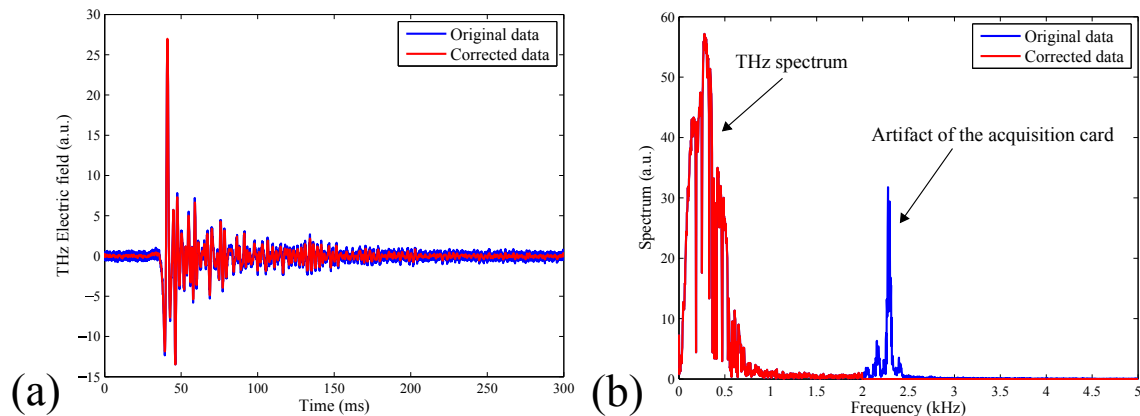 30
25
20
15
10
5
0
−5
−10
−15
0
50
100
150
200
250
300
THz Electric field (a.u.)
Time (ms)
Original data
Corrected data
(a)
60
50
40
30
20
10
0
0
0.5
1
1.5
2
2.5
3
3.5
4
4.5
5
Spectrum (a.u.)
Frequency (kHz)
Original data
Corrected data
THz spectrum
Artifact of the acquisition card
(b)